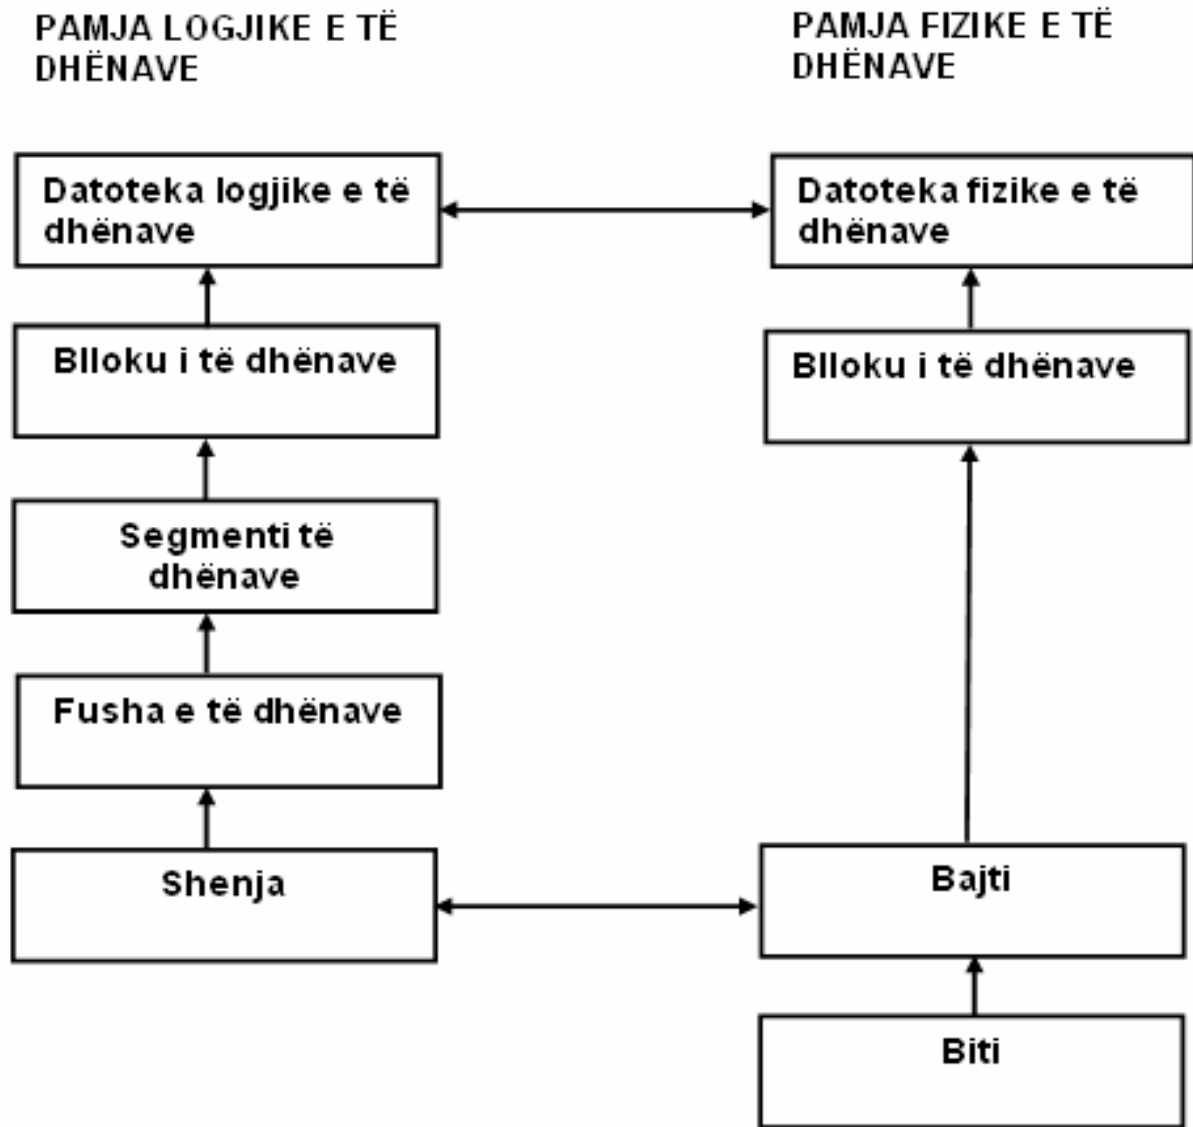 PAMJA LOGJIKE E TË
DHËNAVE
PAMJA FIZIKE E TË
DHËNAVE
Datoteka logjike e të
dhënave
Datoteka fizike e të
dhënave
Blloku i të dhënave
Blloku i të dhënave
Segmenti të
dhënave
Fusha e të dhënave
Shenja
Bajti
Biti